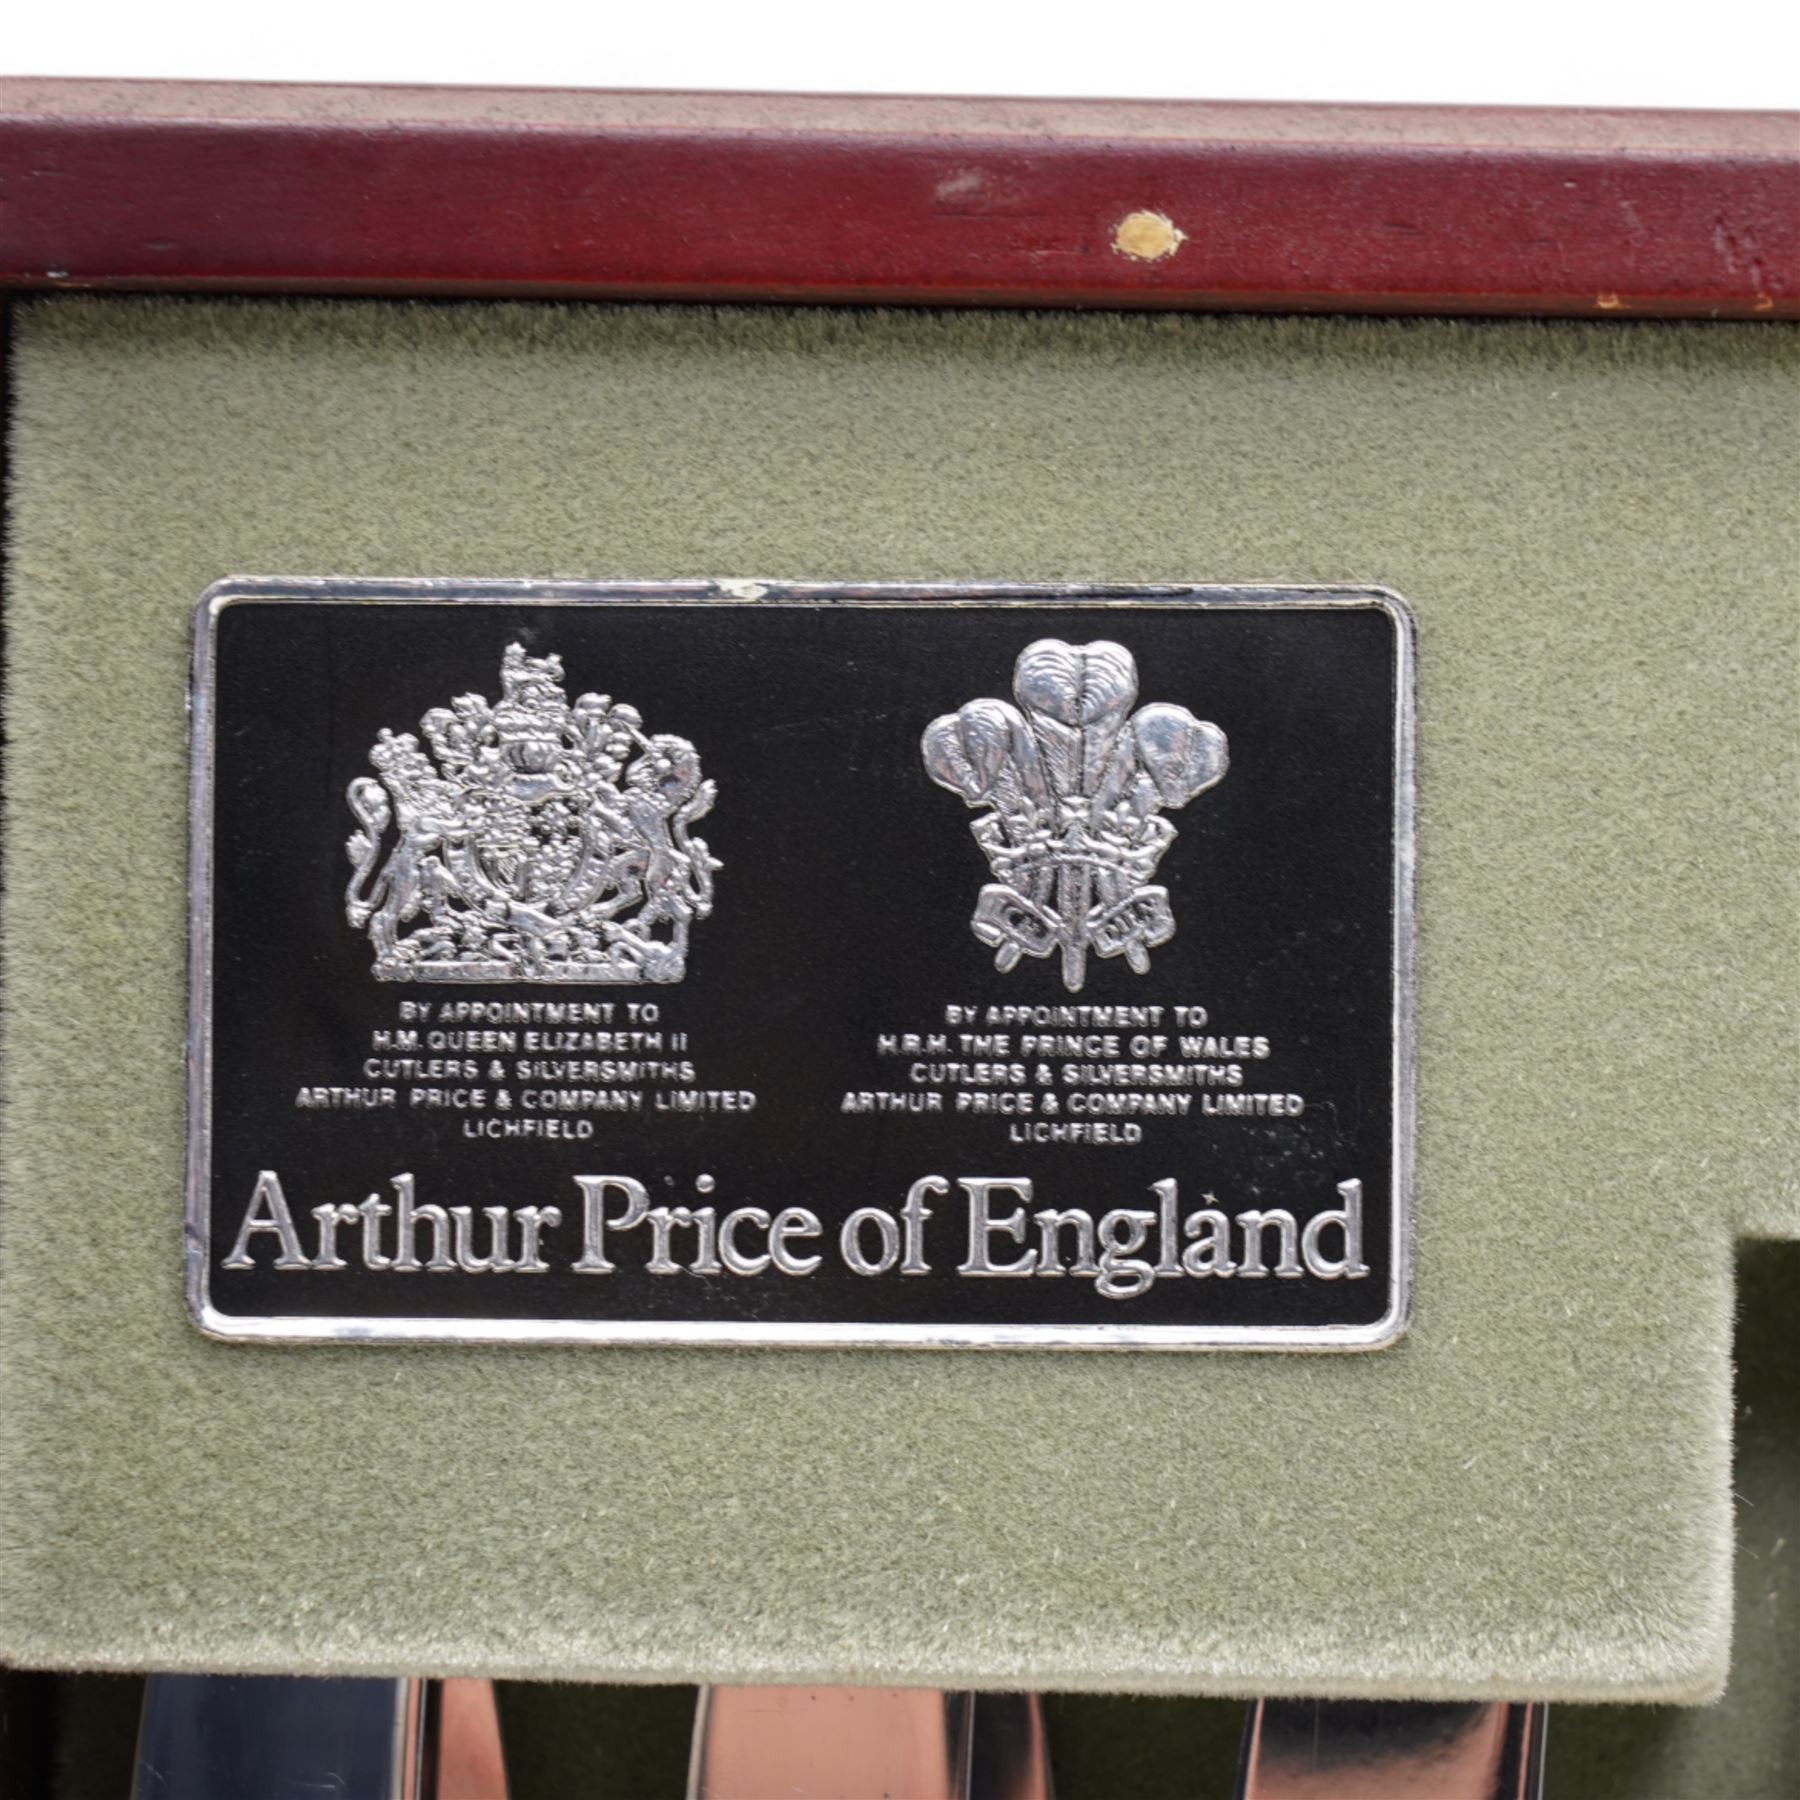 BY APPOINTMENT TO
H.M. QUEEN ELIZABETH II
CUTLERS & SILVERSMITHS
ARTHUR PRICE & COMPANY LIMITED
LICHFIELD
BY APPOINTMENT TO
H.R.H. THE PRINCE OF WALES
CUTLERS & SILVERSMITHS
ARTHUR PRICE & COMPANY LIMITED
LICHFIELD
Arthur Price of England